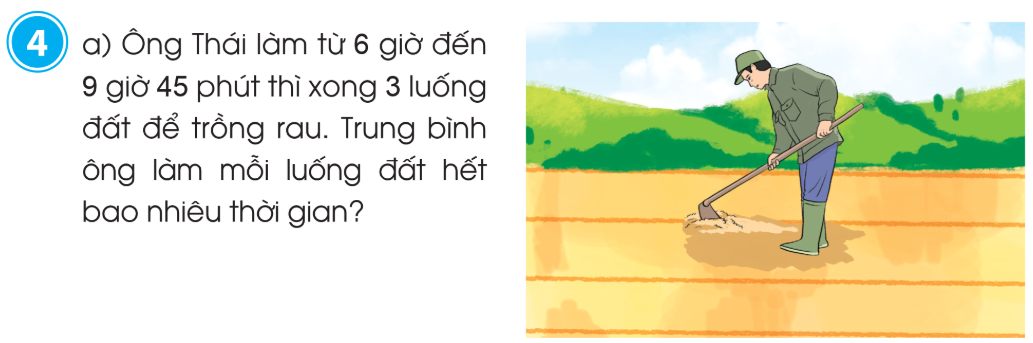 4
a) Ông Thái làm từ 6 giờ đến
9 giờ 45 phút thì xong 3 luống
đất để trồng rau. Trung bình
ông làm mỗi luống đất hết
bao nhiêu thời gian?